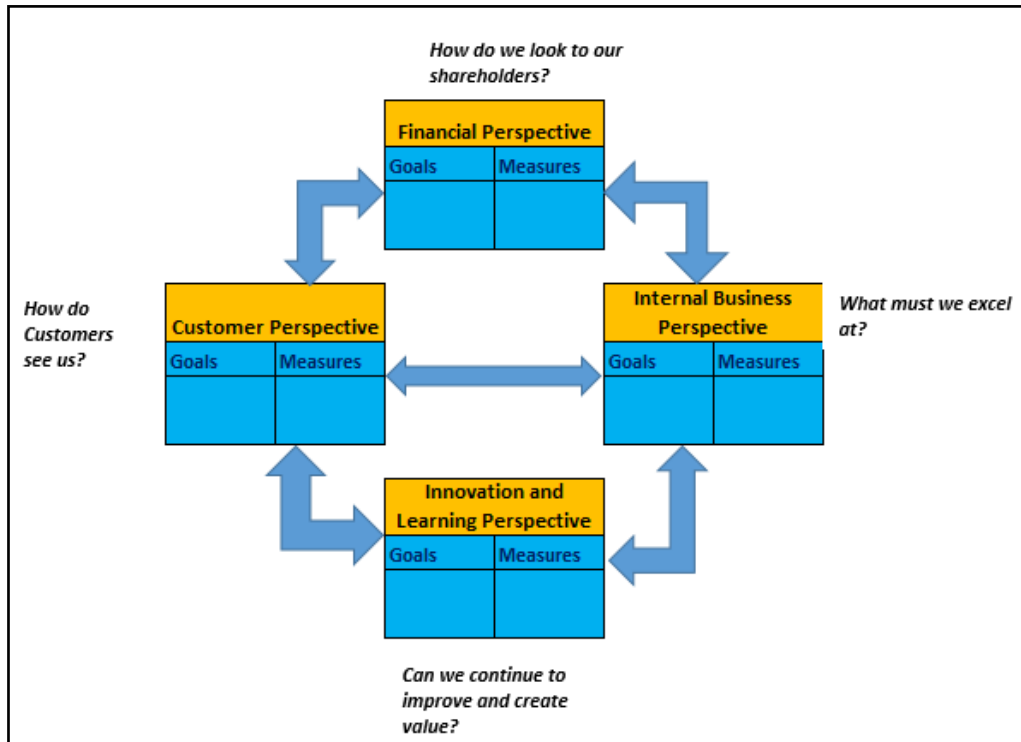 How do we look to our
shareholders?
Financial Perspective
Goals Measures
How do
Customers
see us?
Customer Perspective
Goals Measures
Internal Business
Perspective
Goals Measures
What must we excel
at?
Innovation and
Learning Perspective
Goals Measures
Can we continue to
improve and create
value?